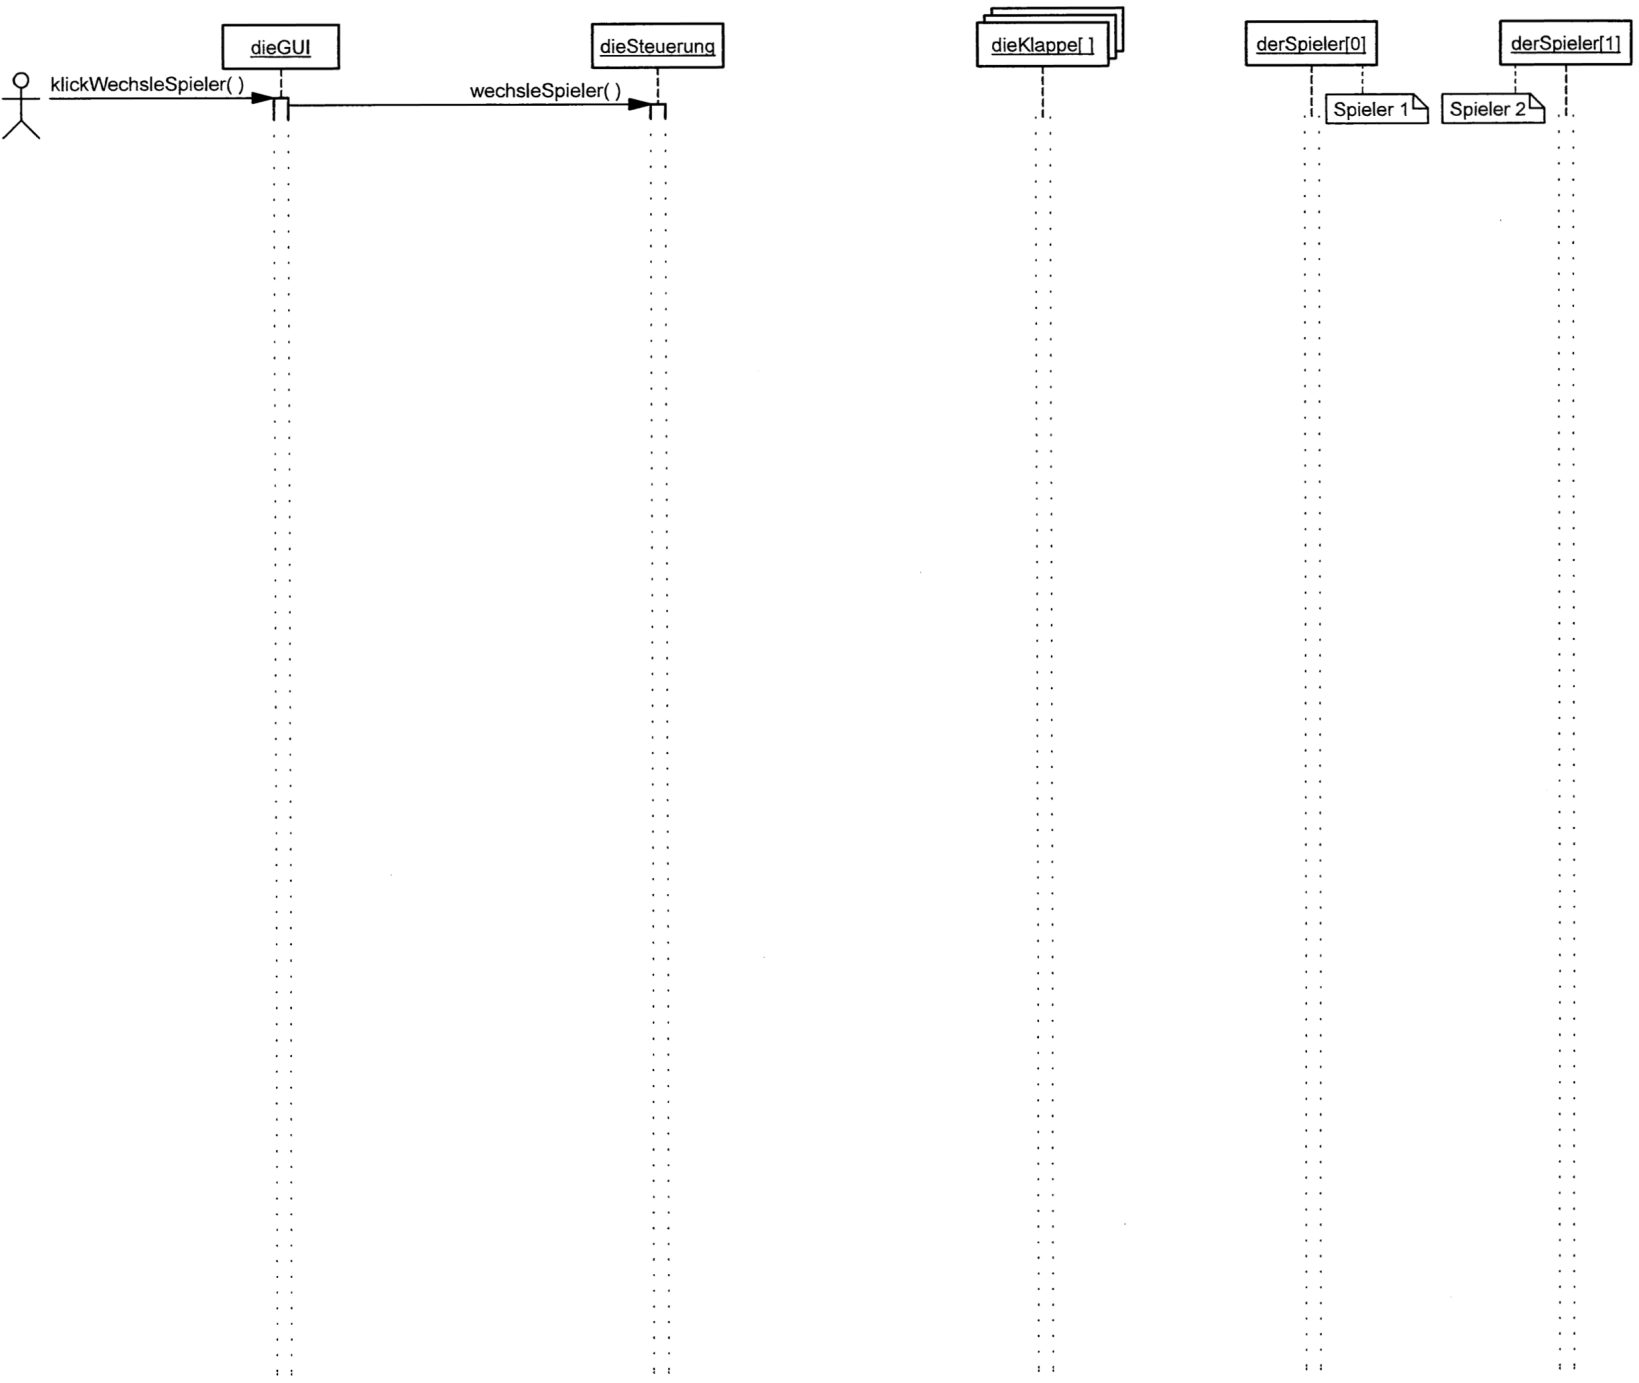 dieGUI
dieSteuerung
dieKlappe[ ]
derSpieler[0]
derSpieler[1]
klickWechsleSpieler( )
wechsleSpieler( )
Spieler 1
Spieler 2